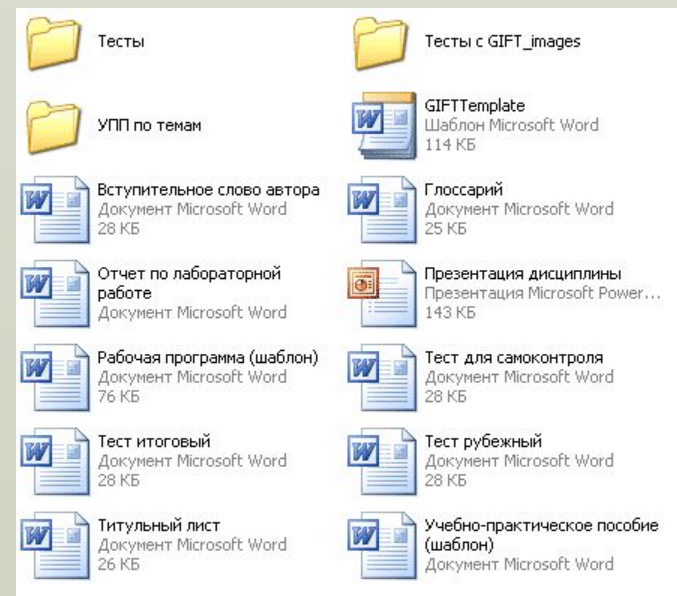 Тесты
Тесты с GIFT_images
УПП по темам
GIFTTemplate
Шаблон Microsoft Word
114 КБ
Вступительное слово автора
Документ Microsoft Word
28 КБ
Глоссарий
Документ Microsoft Word
25 КБ
Отчет по лабораторной
работе
Документ Microsoft Word
Презентация дисциплины
Презентация Microsoft Power...
143 КБ
Рабочая программа (шаблон)
Документ Microsoft Word
76 КБ
Тест для самоконтроля
Документ Microsoft Word
28 КБ
Тест итоговый
Документ Microsoft Word
28 КБ
Тест рубежный
Документ Microsoft Word
28 КБ
Титульный лист
Документ Microsoft Word
26 КБ
Учебно-практическое пособие
(шаблон)
Документ Microsoft Word